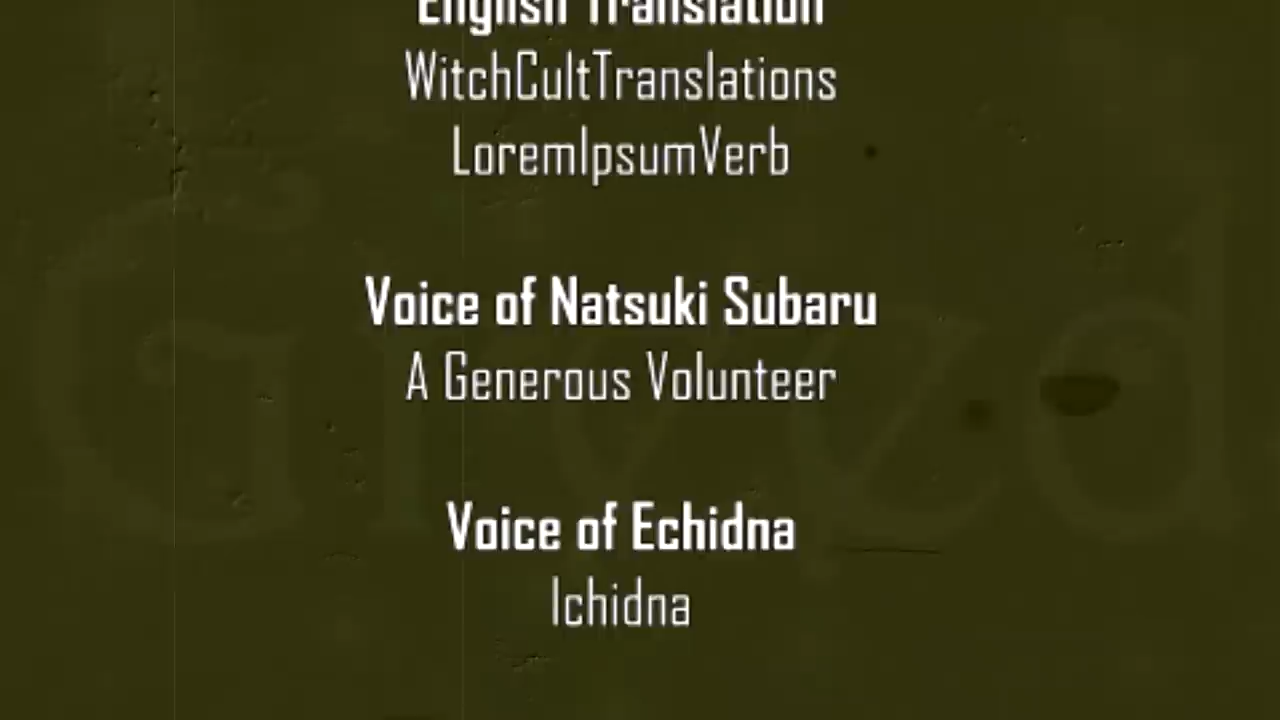 English Translation
WitchCultTranslations
LoremIpsumVerb
Voice of Natsuki Subaru
A Generous Volunteer
Voice of Echidna
Ichidna